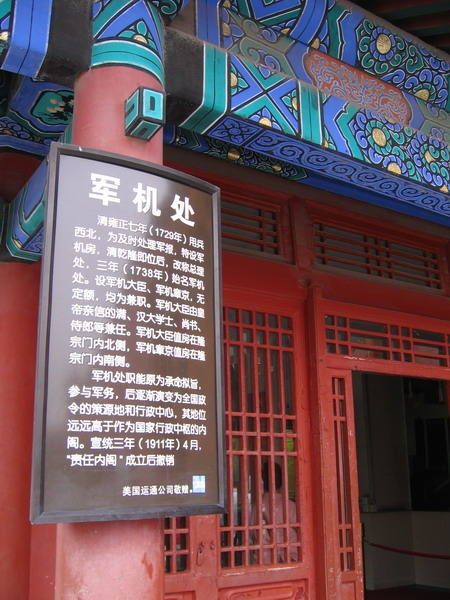 军机处
清雍正七年（1729年）用兵
西北，为及时处理军报，特设军
机房，清乾隆即位后，改称总理
处，三年（1738年）始名军机
处。设军机大臣、军机章京，无
定额，均为兼职。军机大臣由皇
帝亲信的满、汉大学士、尚书、
侍郎等兼任。军机大臣值房在隆
宗门内北侧，军机章京值房在隆
宗门内南侧。
军机处职能原为承命拟旨，
参与军务，后逐渐演变为全国政
令的策源地和行政中心，其地位
远远高于作为国家行政中枢的内
阁。宣统三年（1911年）4月，
“责任内阁”成立后撤销
美国运通公司敬赠。